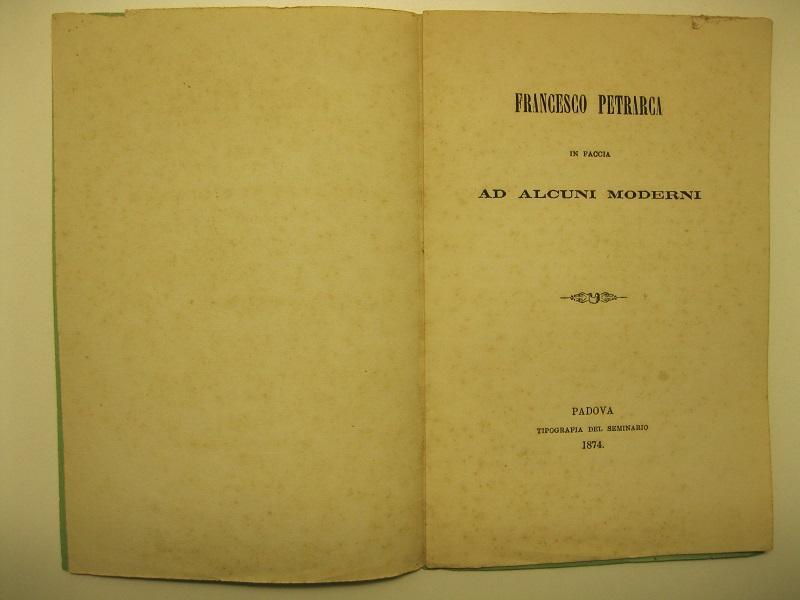 FRANCESCO PETRARCA
IN FACCIA
AD ALCUNI MODERNI
PADOVA
TIPOGRAFIA DEL SEMINARIO
1874.